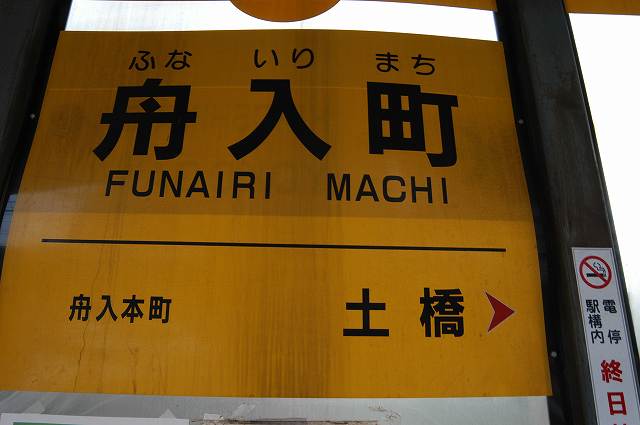 ふな いり まち
舟入町
FUNAIRI MACHI
舟入本町 土橋
電停
駅構内
終日